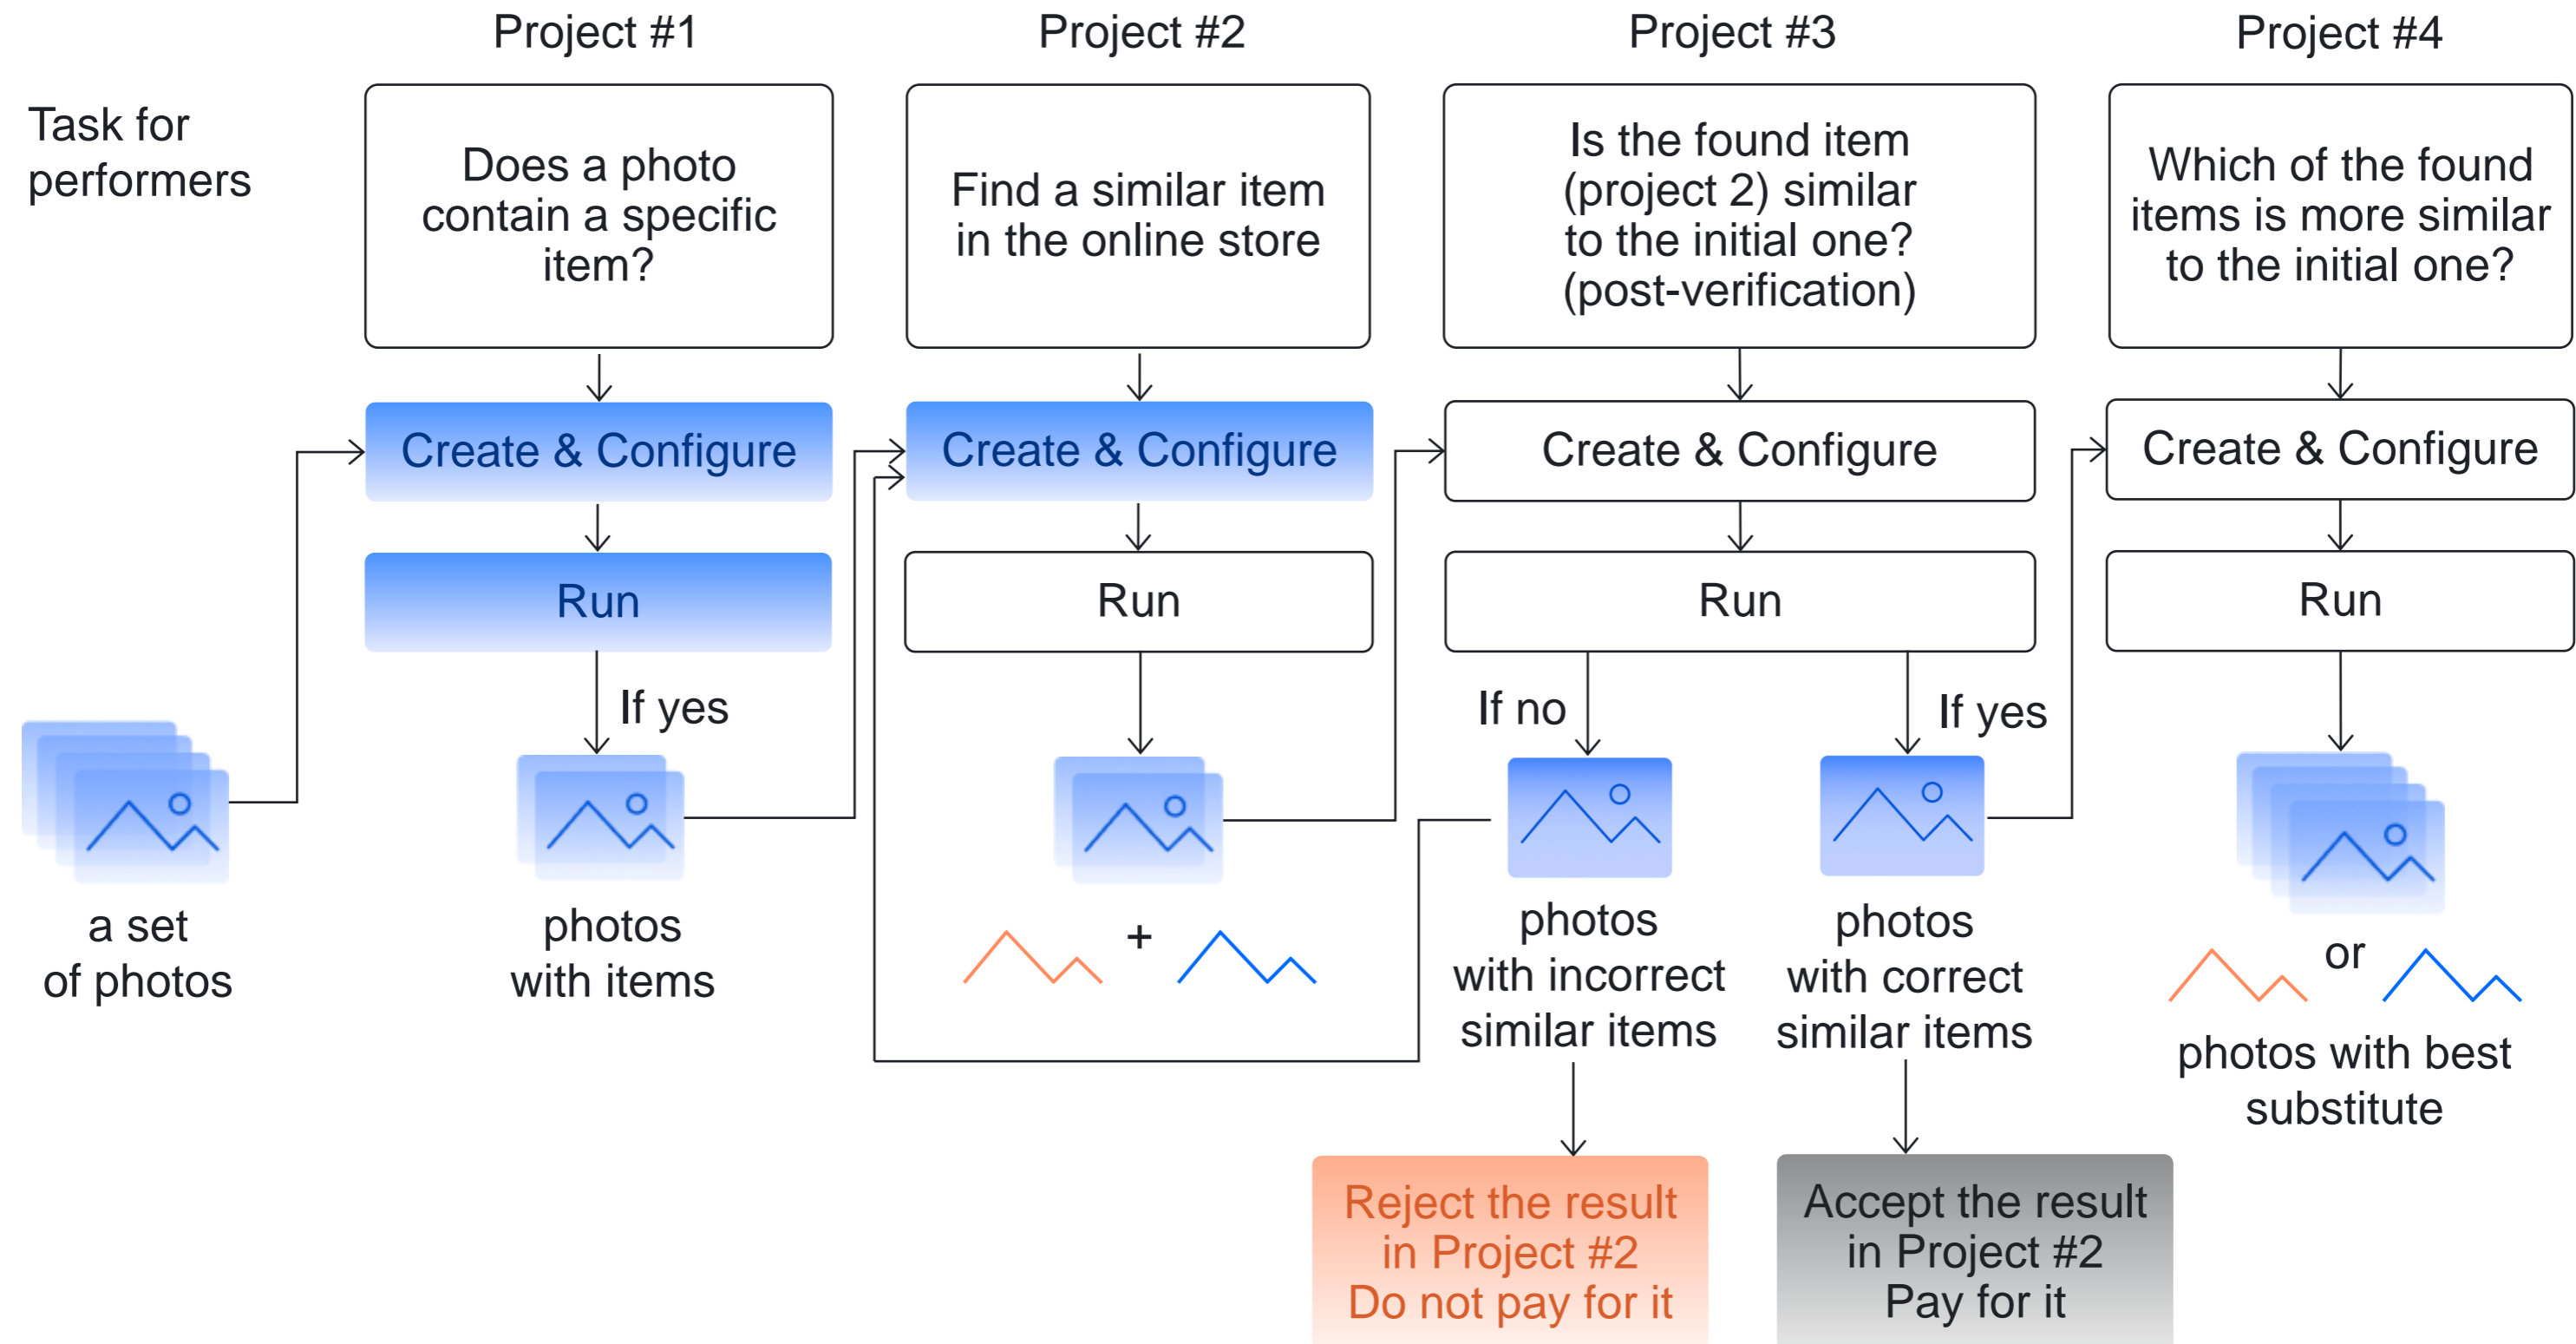 Project #1
Project #2
Project #3
Project #4
Task for
performers
Does a photo
contain a specific
item?
Find a similar item
in the online store
Is the found item
(project 2) similar
to the initial one?
(post-verification)
Which of the found
items is more similar
to the initial one?
Create & Configure
Create & Configure
Create & Configure
Create & Configure
Run
Run
Run
Run
If yes
If no
If yes
a set
of photos
photos
with items
+
photos
with incorrect
similar items
photos
with correct
similar items
or
photos with best
substitute
Reject the result
in Project #2
Do not pay for it
Accept the result
in Project #2
Pay for it